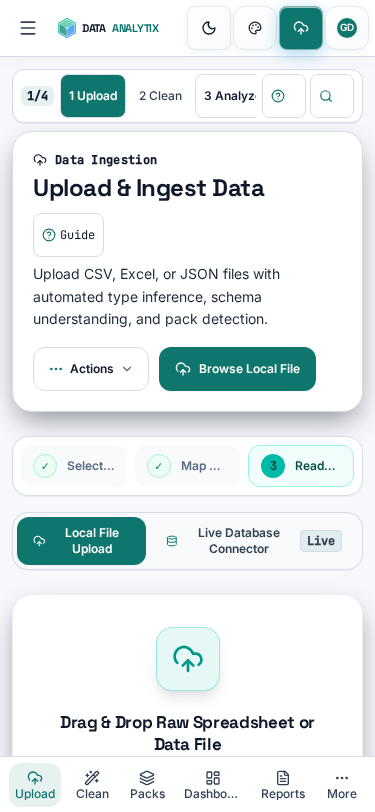 DATA ANALYTIX
GD
1/4
1 Upload
2 Clean
3 Analyz
Data Ingestion
Upload & Ingest Data
Guide
Upload CSV, Excel, or JSON files with
automated type inference, schema
understanding, and pack detection.
Actions
Browse Local File
Select...
Map ...
3 Read...
Local File
Upload
Live Database
Connector
Live
Drag & Drop Raw Spreadsheet or
Data File
Upload
Clean
Packs
Dashbo...
Reports
More